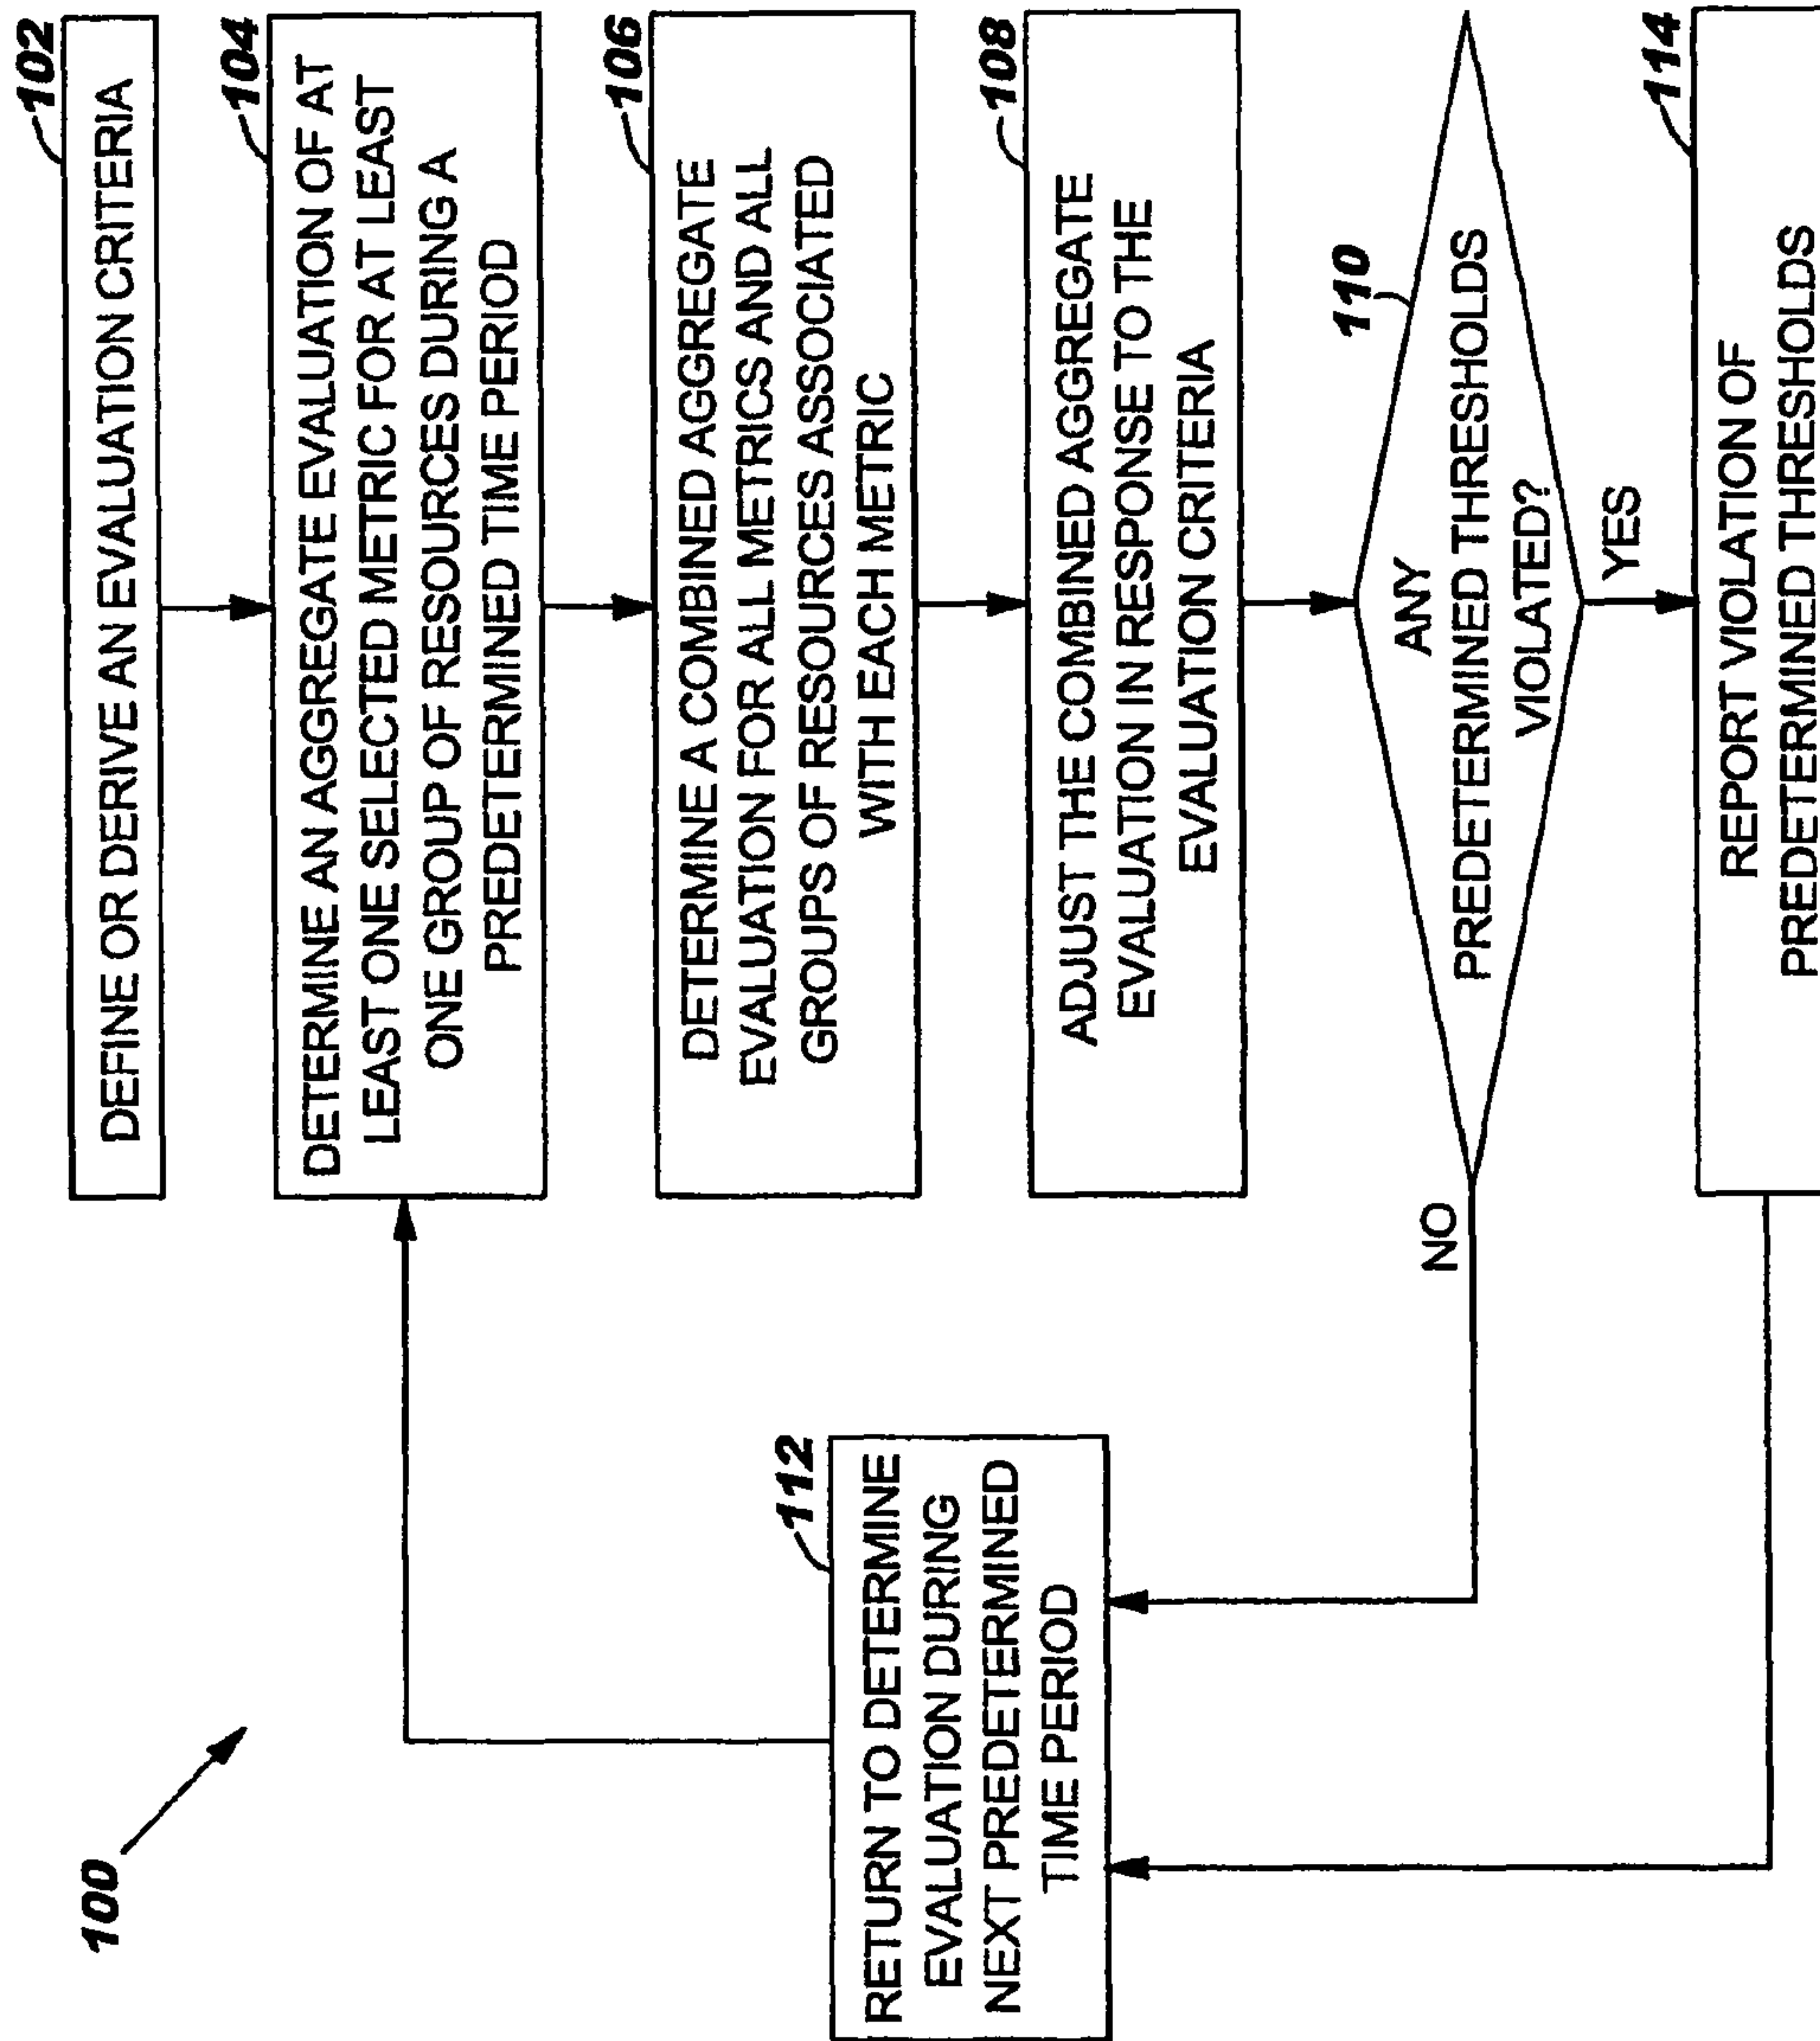 100
102
DEFINE OR DERIVE AN EVALUATION CRITERIA
104
DETERMINE AN AGGREGATE EVALUATION OF AT
LEAST ONE SELECTED METRIC FOR AT LEAST
ONE GROUP OF RESOURCES DURING A
PREDETERMINED TIME PERIOD
106
DETERMINE A COMBINED AGGREGATE
EVALUATION FOR ALL METRICS AND ALL
GROUPS OF RESOURCES ASSOCIATED
WITH EACH METRIC
108
ADJUST THE COMBINED AGGREGATE
EVALUATION IN RESPONSE TO THE
EVALUATION CRITERIA
110
ANY
PREDETERMINED THRESHOLDS
VIOLATED?
NO
YES
112
RETURN TO DETERMINE
EVALUATION DURING
NEXT PREDETERMINED
TIME PERIOD
114
REPORT VIOLATION OF
PREDETERMINED THRESHOLDS